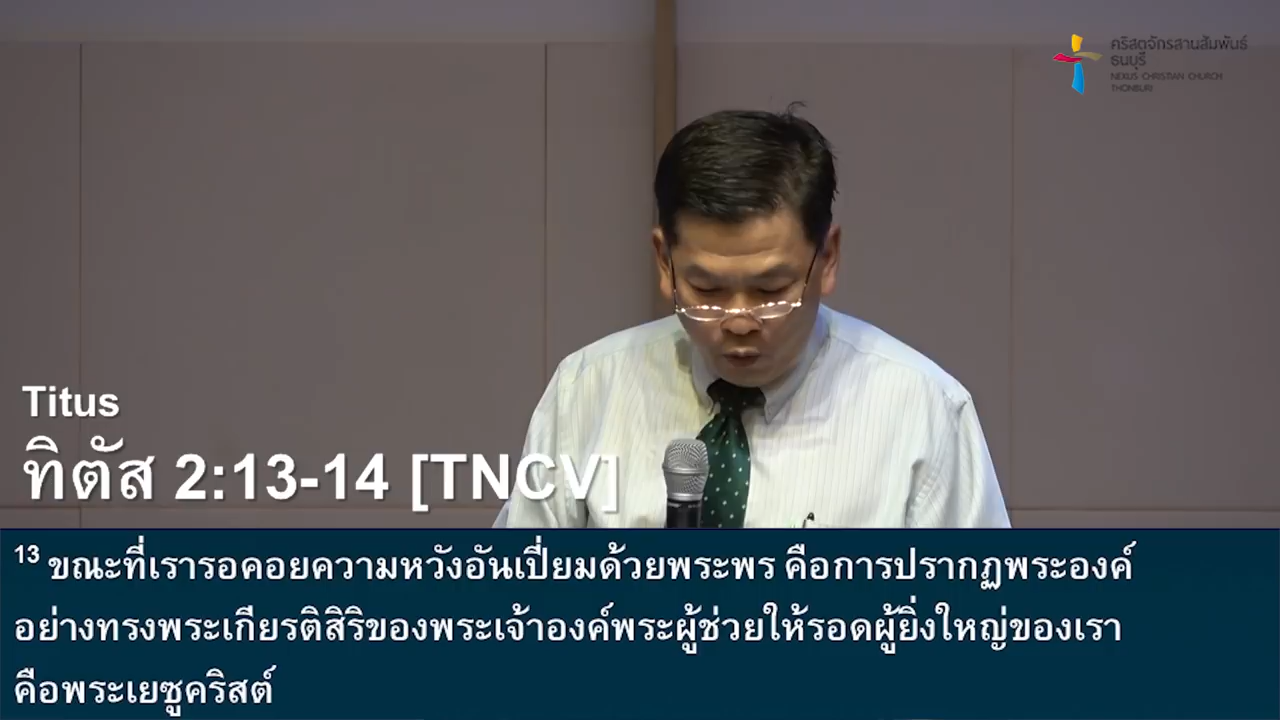 คริสตจักรสานสัมพันธ์
ธนบุรี
NEXUS CHRISTIAN CHURCH
THONBURI
Titus
ทิตัส 2:13-14 [TNCV]
13 ขณะที่เรารอคอยความหวังอันเปี่ยมด้วยพระพร คือการปรากฏพระองค์
อย่างทรงพระเกียรติสิริของพระเจ้าองค์พระผู้ช่วยให้รอดผู้ยิ่งใหญ่ของเรา
คือพระเยซูคริสต์